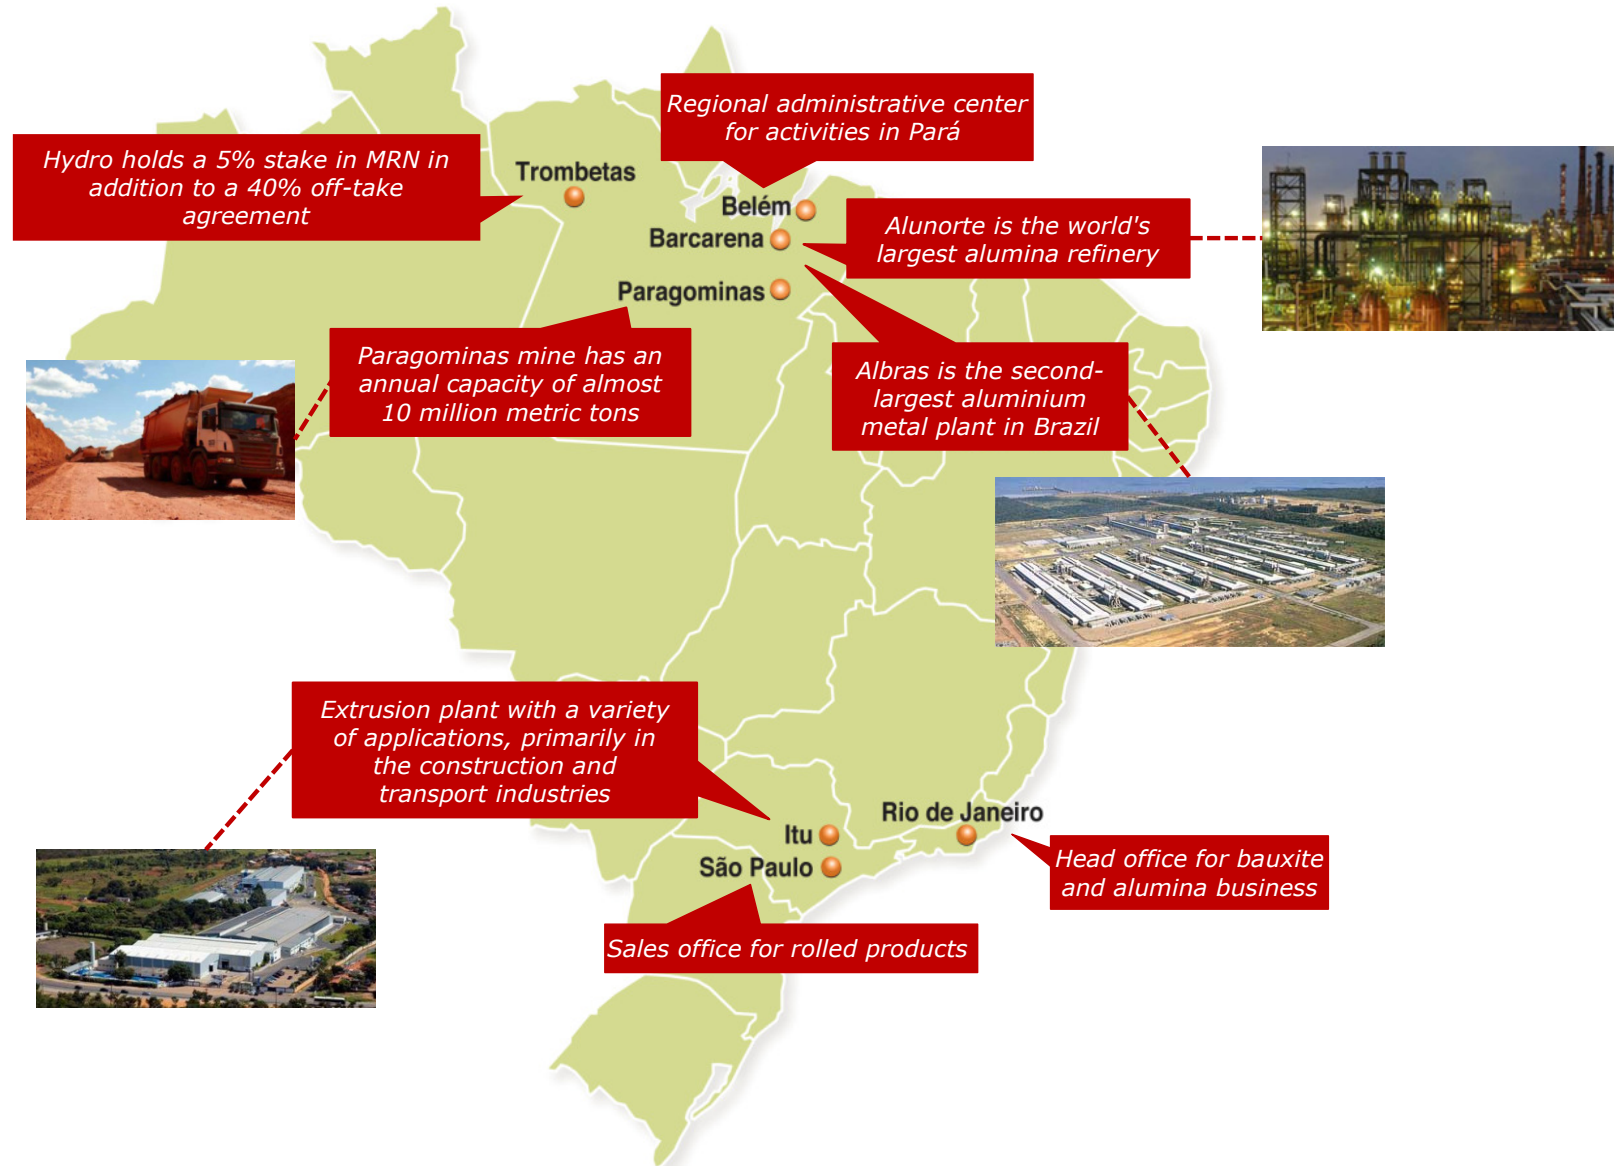 Regional administrative center
for activities in Pará
Hydro holds a 5% stake in MRN in
addition to a 40% off-take
agreement
Trombetas
Belém
Barcarena
Alunorte is the world's
largest alumina refinery
Paragominas
Paragominas mine has an
annual capacity of almost
10 million metric tons
Albras is the second-
largest aluminium
metal plant in Brazil
Extrusion plant with a variety
of applications, primarily in
the construction and
transport industries
Itu
Rio de Janeiro
São Paulo
Head office for bauxite
and alumina business
Sales office for rolled products